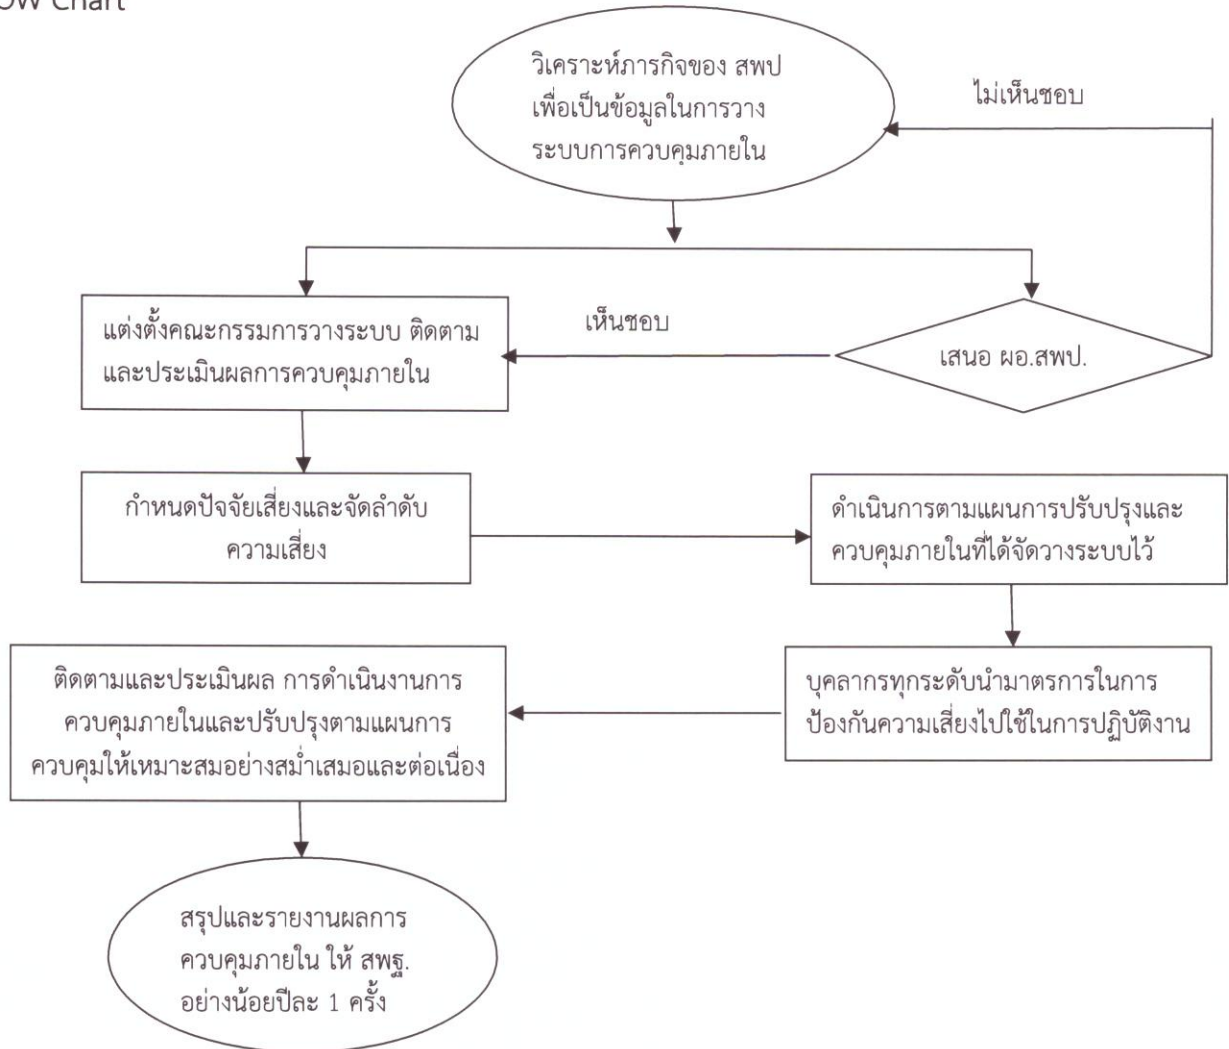 ow Chart
วิเคราะห์ภารกิจของ สพป
เพื่อเป็นข้อมูลในการวาง
ระบบการควบคุมภายใน
ไม่เห็นชอบ
แต่งตั้งคณะกรรมการวางระบบ ติดตาม
และประเมินผลการควบคุมภายใน
เห็นชอบ
เสนอ ผอ.สพป.
กำหนดปัจจัยเสี่ยงและจัดลำดับ
ความเสี่ยง
ดำเนินการตามแผนการปรับปรุงและ
ควบคุมภายในที่ได้จัดวางระบบไว้
บุคลากรทุกระดับนำมาตรการในการ
ป้องกันความเสี่ยงไปใช้ในการปฏิบัติงาน
ติดตามและประเมินผล การดำเนินงานการ
ควบคุมภายในและปรับปรุงตามแผนการ
ควบคุมให้เหมาะสมอย่างสม่ำเสมอและต่อเนื่อง
สรุปและรายงานผลการ
ควบคุมภายใน ให้ สพฐ.
อย่างน้อยปีละ 1 ครั้ง